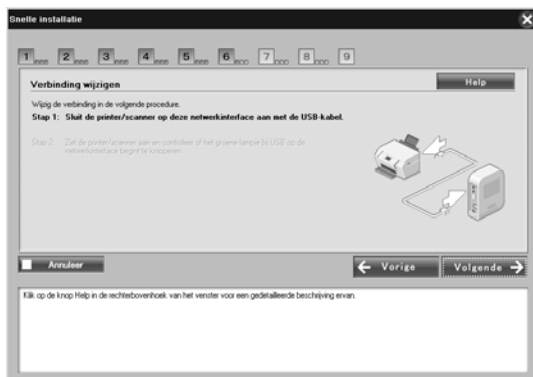 Snelle installatie
1 2 3 4 5 6 7 8 9
Verbinding wijzigen
Help
Wijzig de verbinding in de volgende procedure.
Stap 1: Sluit de printer/scanner op deze netwerkinterface aan met de USB-kabel.
Stap 2: Zet de printer/scanner aan en controleer of het groene lampje bij USB op de
netwerkinterface begint te knipperen.
Annuleer
Vorige
Volgende
Klik op de knop Help in de rechterbovenhoek van het venster voor een gedetailleerde beschrijving ervan.